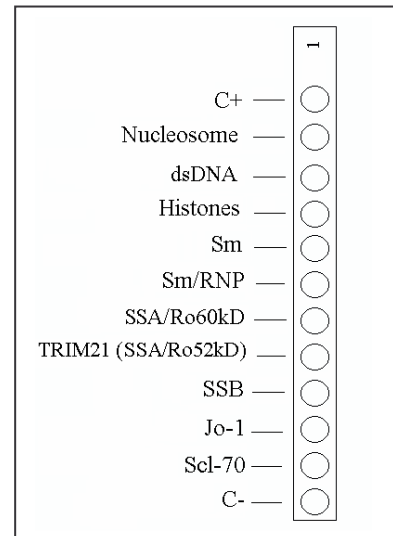 1
C+
Nucleosome
dsDNA
Histones
Sm
Sm/RNP
SSA/Ro60kD
TRIM21 (SSA/Ro52kD)
SSB
Jo-1
Scl-70
C-